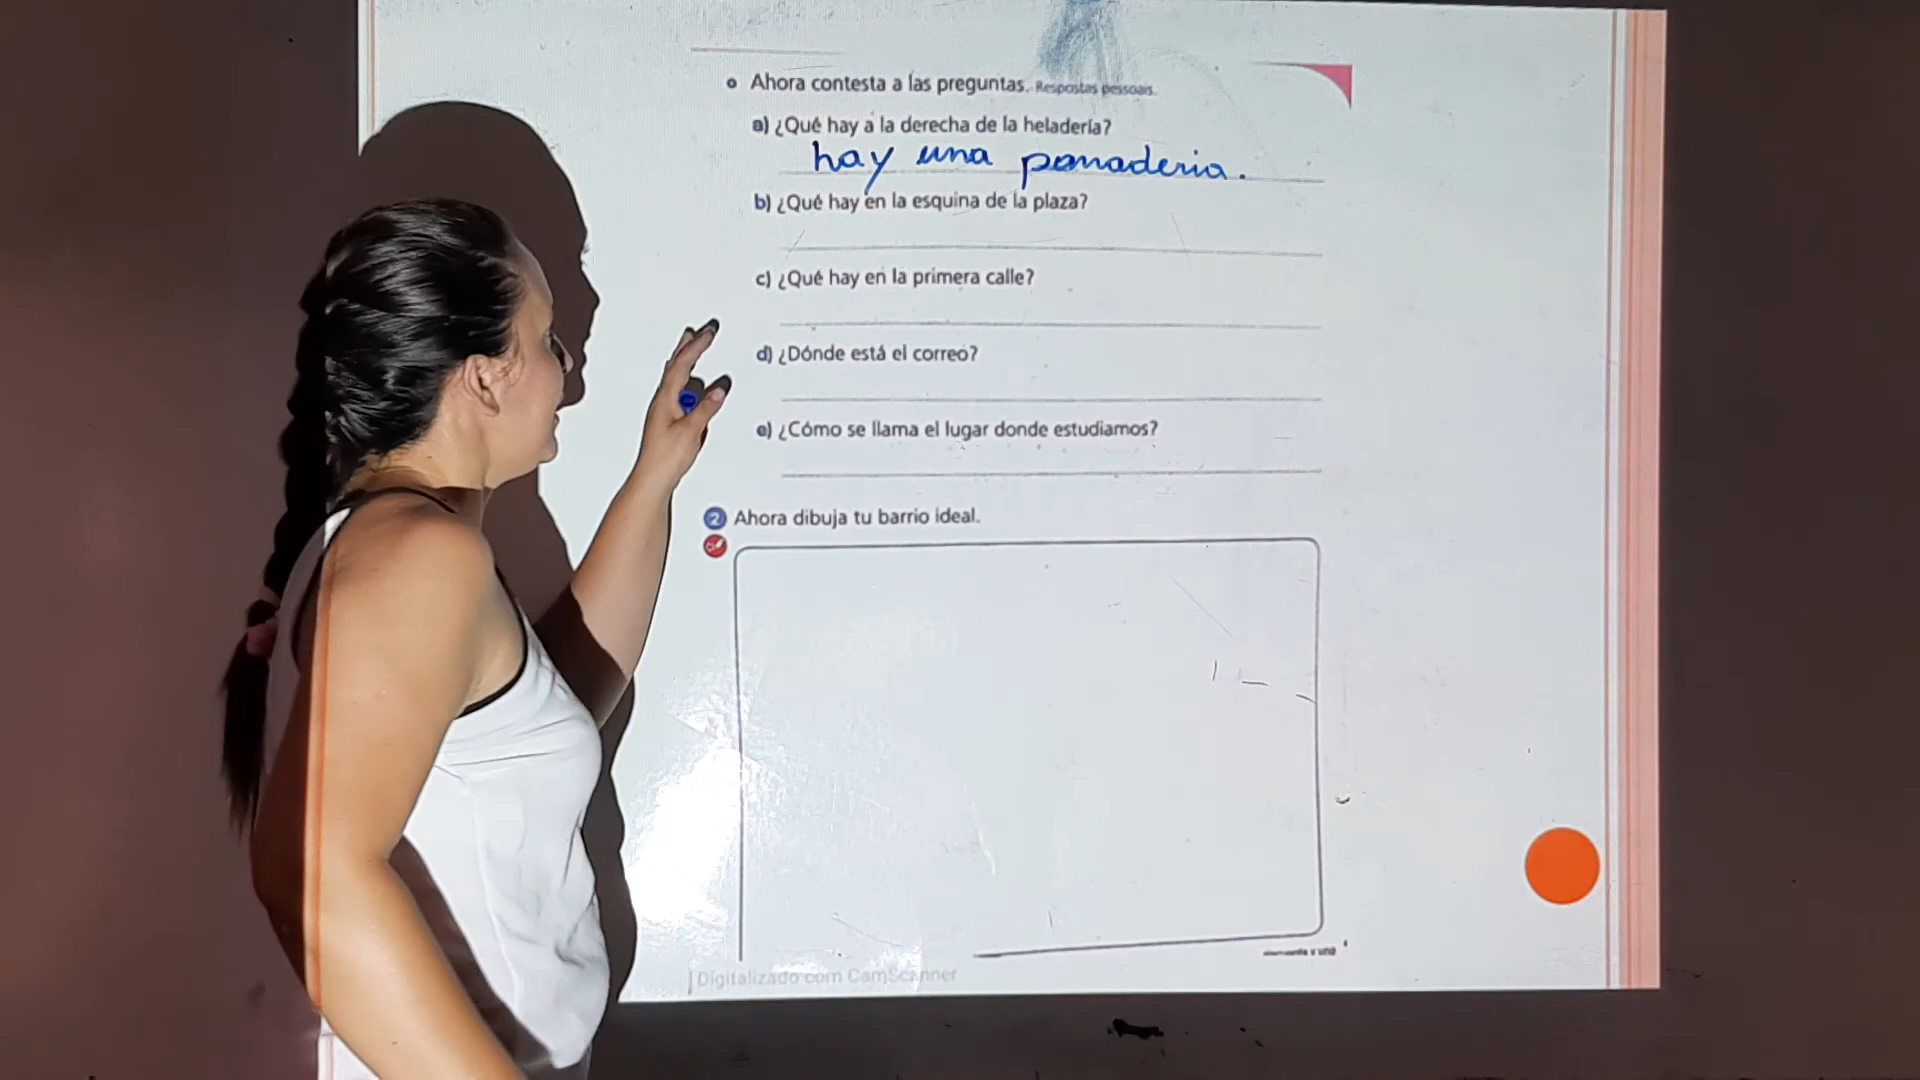 Ahora contesta a las preguntas. Respostas pessoais.
a) ¿Qué hay a la derecha de la heladería?
hay una panaderia.
b) ¿Qué hay en la esquina de la plaza?
c) ¿Qué hay en la primera calle?
d) ¿Dónde está el correo?
e) ¿Cómo se llama el lugar donde estudiamos?
2 Ahora dibuja tu barrio ideal.
Digitalizado com CamScanner